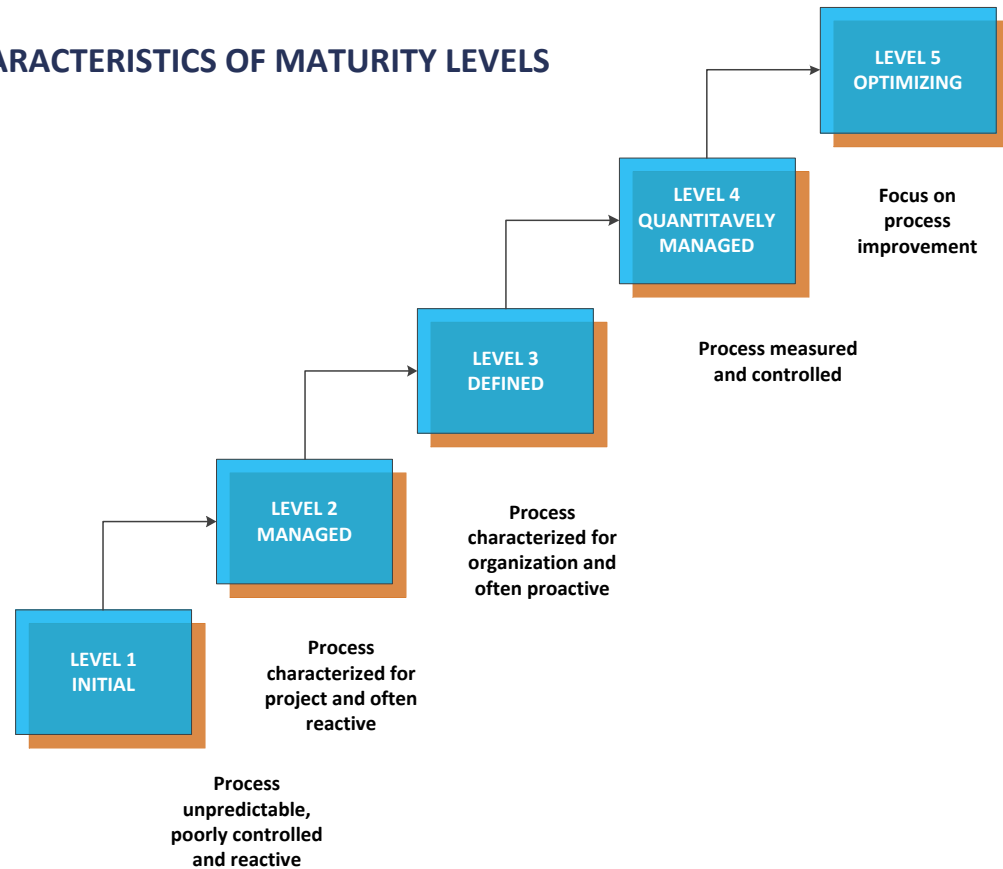 ARACTERISTICS OF MATURITY LEVELS
LEVEL 5
OPTIMIZING
Focus on
process
improvement
LEVEL 4
QUANTITAVELY
MANAGED
Process measured
and controlled
LEVEL 3
DEFINED
Process
characterized for
organization and
often proactive
LEVEL 2
MANAGED
Process
characterized for
project and often
reactive
LEVEL 1
INITIAL
Process
unpredictable,
poorly controlled
and reactive